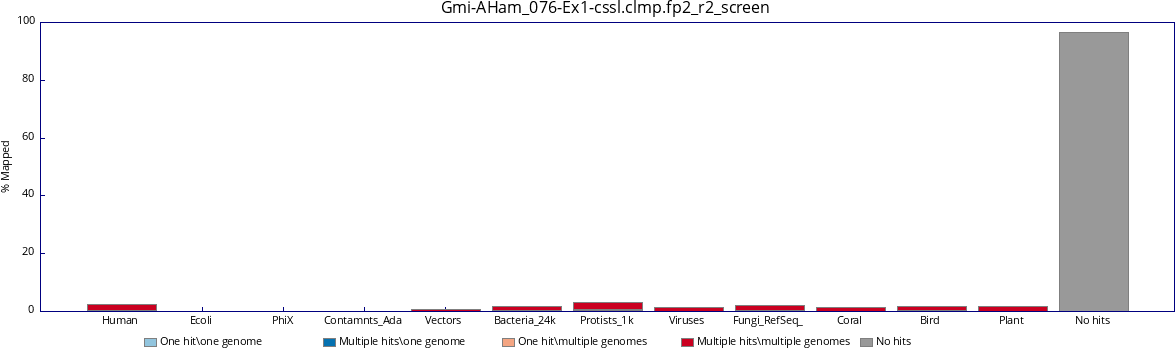 Gmi-AHam_076-Ex1-cssl.clmp.fp2_r2_screen
100
80
60
40
20
0
% Mapped
Human Ecoli PhiX Contamnts_Ada Vectors Bacteria_24k Protists_1k Viruses Fungi_RefSeq_ Coral Bird Plant No hits
One hit\one genome Multiple hits\one genome One hit\multiple genomes Multiple hits\multiple genomes No hits